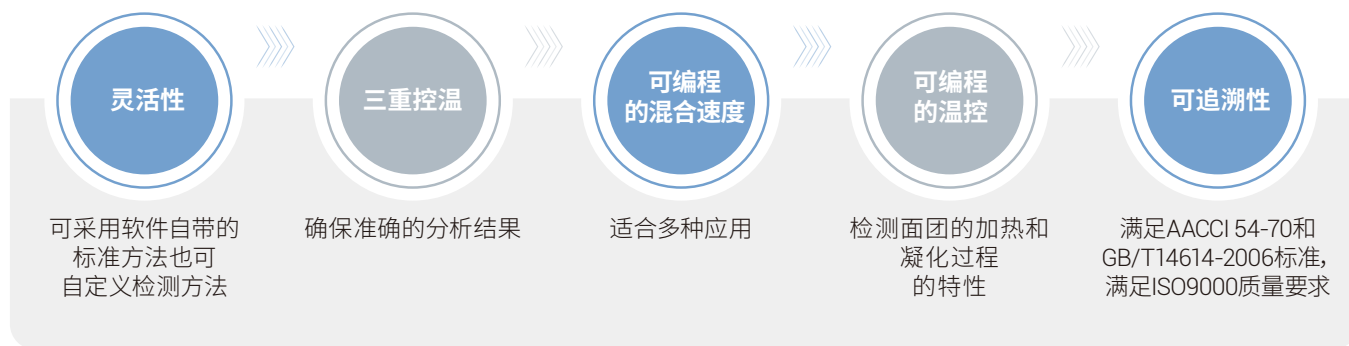 灵活性
可采用软件自带的
标准方法也可
自定义检测方法
三重控温
确保准确的分析结果
可编程
的混合速度
适合多种应用
可编程
的温控
检测面团的加热和
凝化过程
的特性
可追溯性
满足AACCI 54-70和
GB/T14614-2006标准，
满足ISO9000质量要求